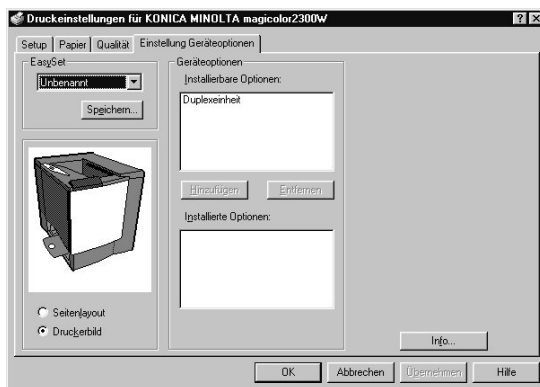 Druckeinstellungen für KONICA MINOLTA magicolor2300W
Setup Papier Qualität Einstellung Geräteoptionen
EasySet
Unbenannt
Speichern...
Seitenlayout
Druckerbild
Geräteoptionen
Installierbare Optionen:
Duplexeinheit
Hinzufügen Entfernen
Installierte Optionen:
Info...
OK Abbrechen Übernehmen Hilfe